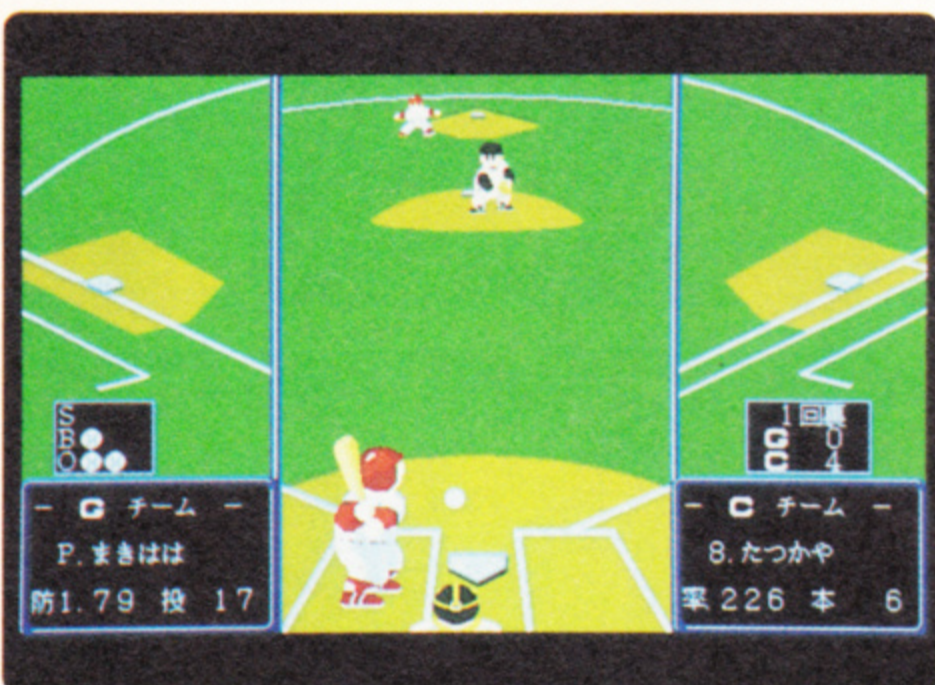 S
B
O
- G チーム -
P.まきはは
防1.79 投 17
1回裏
G 0
C 4
- C チーム -
8.たつかや
率226 本 6